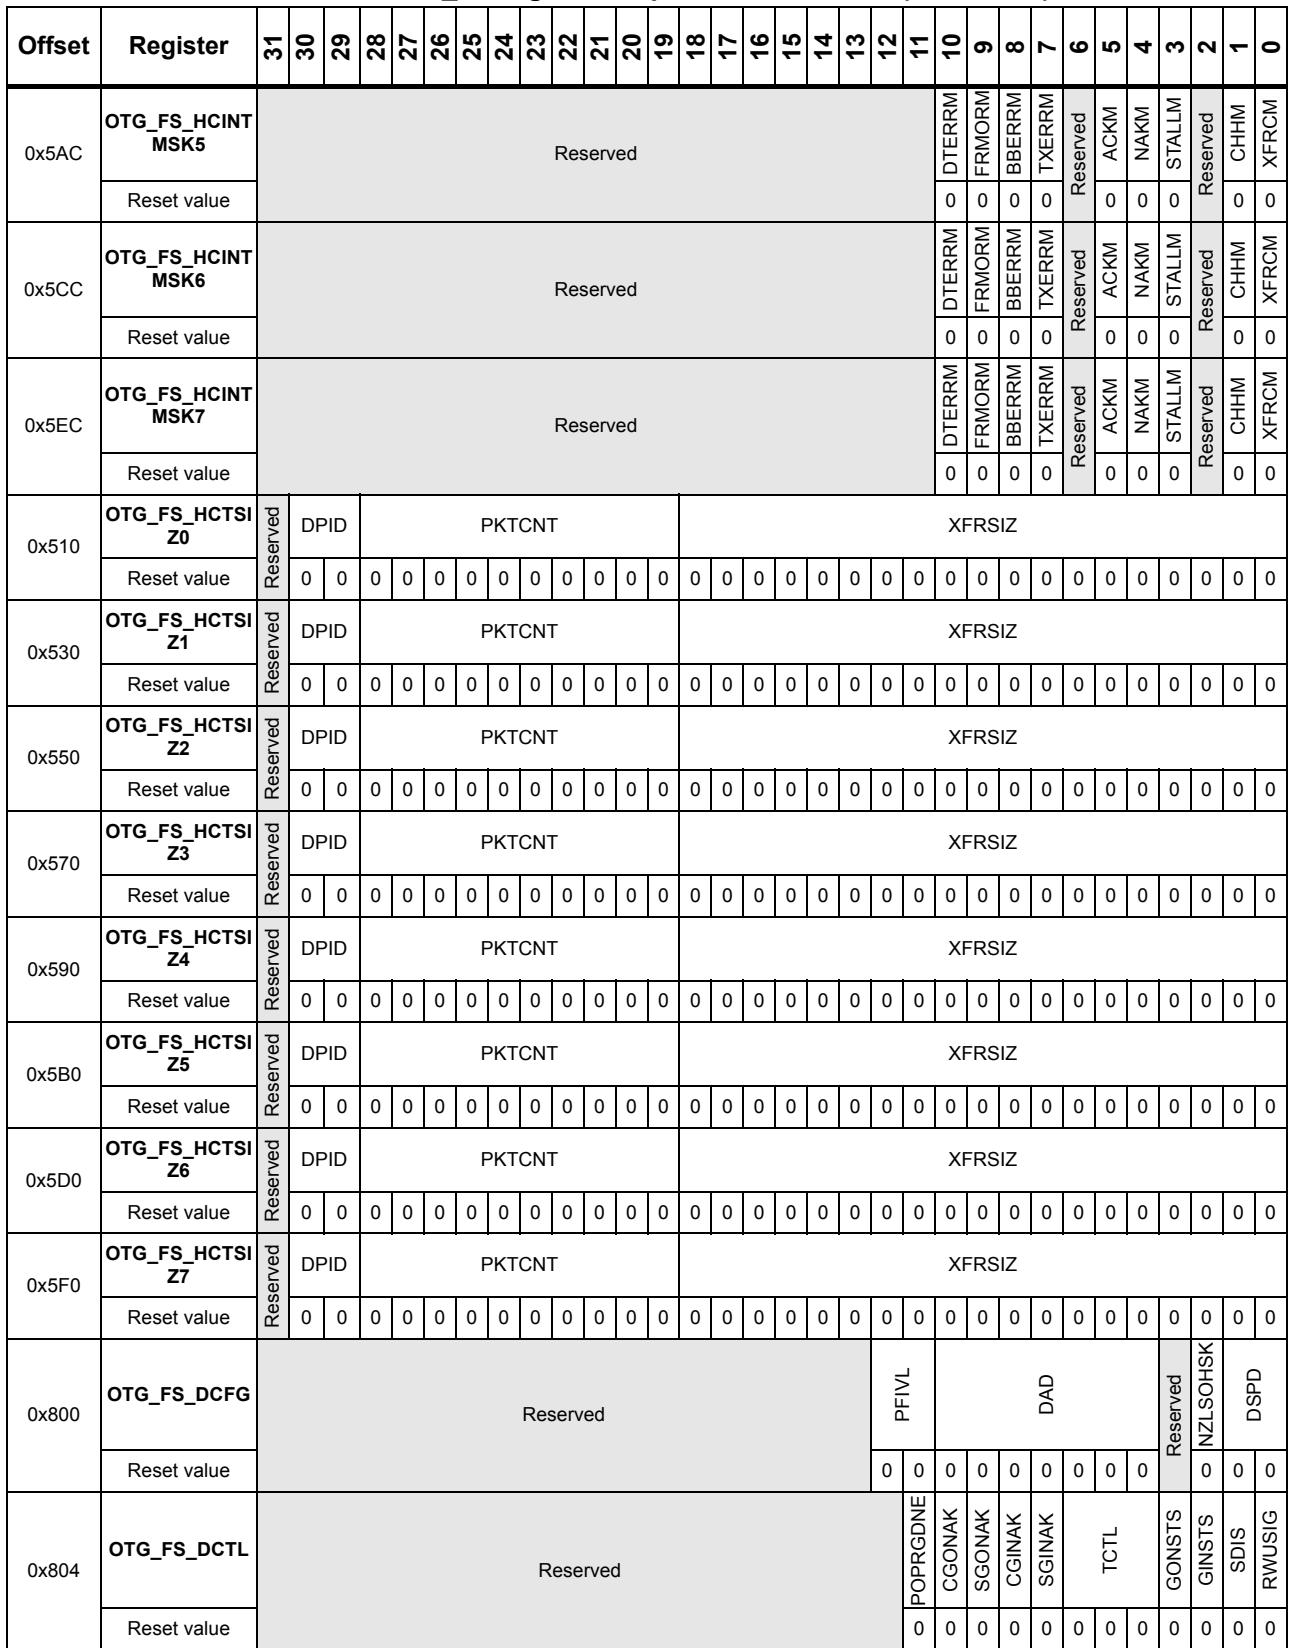 Offset Register 31 30 29 28 27 26 25 24 23 22 21 20 19 18 17 16 15 14 13 12 11 10 9 8 7 6 5 4 3 2 1 0
0x5AC OTG_FS_HCINT
MSK5 Reserved DTERRM FRMORM BBERRM TXERRM Reserved ACKM NAKM STALLM Reserved CHHM XFRCM
Reset value 0 0 0 0 0 0 0 0 0
0x5CC OTG_FS_HCINT
MSK6 Reserved DTERRM FRMORM BBERRM TXERRM Reserved ACKM NAKM STALLM Reserved CHHM XFRCM
Reset value 0 0 0 0 0 0 0 0 0
0x5EC OTG_FS_HCINT
MSK7 Reserved DTERRM FRMORM BBERRM TXERRM Reserved ACKM NAKM STALLM Reserved CHHM XFRCM
Reset value 0 0 0 0 0 0 0 0 0
0x510 OTG_FS_HCTSI
Z0 Reserved DPID PKTCNT XFRSIZ
Reset value 0 0 0 0 0 0 0 0 0 0 0 0 0 0 0 0 0 0 0 0 0 0 0 0 0 0 0 0 0 0 0
0x530 OTG_FS_HCTSI
Z1 Reserved DPID PKTCNT XFRSIZ
Reset value 0 0 0 0 0 0 0 0 0 0 0 0 0 0 0 0 0 0 0 0 0 0 0 0 0 0 0 0 0 0 0
0x550 OTG_FS_HCTSI
Z2 Reserved DPID PKTCNT XFRSIZ
Reset value 0 0 0 0 0 0 0 0 0 0 0 0 0 0 0 0 0 0 0 0 0 0 0 0 0 0 0 0 0 0 0
0x570 OTG_FS_HCTSI
Z3 Reserved DPID PKTCNT XFRSIZ
Reset value 0 0 0 0 0 0 0 0 0 0 0 0 0 0 0 0 0 0 0 0 0 0 0 0 0 0 0 0 0 0 0
0x590 OTG_FS_HCTSI
Z4 Reserved DPID PKTCNT XFRSIZ
Reset value 0 0 0 0 0 0 0 0 0 0 0 0 0 0 0 0 0 0 0 0 0 0 0 0 0 0 0 0 0 0 0
0x5B0 OTG_FS_HCTSI
Z5 Reserved DPID PKTCNT XFRSIZ
Reset value 0 0 0 0 0 0 0 0 0 0 0 0 0 0 0 0 0 0 0 0 0 0 0 0 0 0 0 0 0 0 0
0x5D0 OTG_FS_HCTSI
Z6 Reserved DPID PKTCNT XFRSIZ
Reset value 0 0 0 0 0 0 0 0 0 0 0 0 0 0 0 0 0 0 0 0 0 0 0 0 0 0 0 0 0 0 0
0x5F0 OTG_FS_HCTSI
Z7 Reserved DPID PKTCNT XFRSIZ
Reset value 0 0 0 0 0 0 0 0 0 0 0 0 0 0 0 0 0 0 0 0 0 0 0 0 0 0 0 0 0 0 0
0x800 OTG_FS_DCFG Reserved PFIVL DAD Reserved NZLSOHSK DSPD
Reset value 0 0 0 0 0 0 0 0 0 0 0 0
0x804 OTG_FS_DCTL Reserved POPRGDNE CGONAK SGONAK CGINAK SGINAK TCTL GONSTS GINSTS SDIS RWUSIG
Reset value 0 0 0 0 0 0 0 0 0 0 0 0